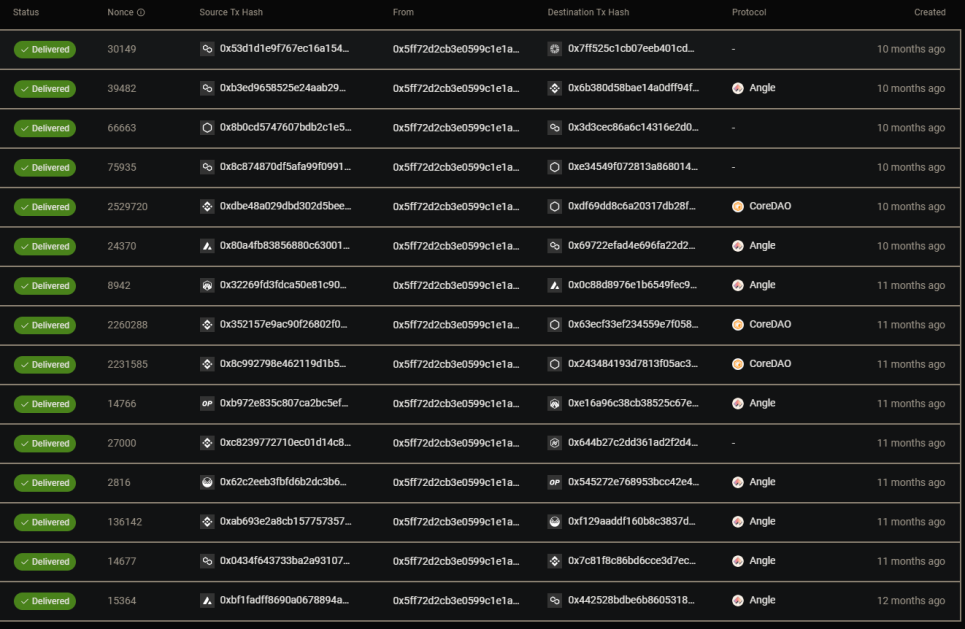 Status Nonce Source Tx Hash From Destination Tx Hash Protocol Created
Delivered 30149 0x53d1d1e9f767ec16a154... 0x5ff72d2cb3e0599c1e1a... 0x7ff525c1cb07eeb401cd... - 10 months ago
Delivered 39482 0xb3ed9658525e24aab29... 0x5ff72d2cb3e0599c1e1a... 0x6b380d58bae14a0dff94f... Angle 10 months ago
Delivered 66663 0x8b0cd5747607bdb2c1e5... 0x5ff72d2cb3e0599c1e1a... 0x3d3cec86a6c14316e2d0... - 10 months ago
Delivered 75935 0x8c874870df5afa99f0991... 0x5ff72d2cb3e0599c1e1a... 0xe34549f072813a868014... - 10 months ago
Delivered 2529720 0xdbe48a029dbd302d5bee... 0x5ff72d2cb3e0599c1e1a... 0xdf69dd8c6a20317db28f... CoreDAO 10 months ago
Delivered 24370 0x80a4fb83856880c63001... 0x5ff72d2cb3e0599c1e1a... 0x69722efad4e696fa22d2... Angle 10 months ago
Delivered 8942 0x32269fd3fdca50e81c90... 0x5ff72d2cb3e0599c1e1a... 0x0c88d8976e1b6549fec9... Angle 11 months ago
Delivered 2260288 0x352157e9ac90f26802f0... 0x5ff72d2cb3e0599c1e1a... 0x63ecf33ef234559e7f058... CoreDAO 11 months ago
Delivered 2231585 0x8c992798e462119d1b5... 0x5ff72d2cb3e0599c1e1a... 0x243484193d7813f05ac3... CoreDAO 11 months ago
Delivered 14766 OP 0xb972e835c807ca2bc5ef... 0x5ff72d2cb3e0599c1e1a... 0xe16a96c38cb38525c67e... Angle 11 months ago
Delivered 27000 0xc8239772710ec01d14c8... 0x5ff72d2cb3e0599c1e1a... 0x644b27c2dd361ad2f2d4... - 11 months ago
Delivered 2816 0x62c2eeb3fbfd6b2dc3b6... 0x5ff72d2cb3e0599c1e1a... OP 0x545272e768953bcc42e4... Angle 11 months ago
Delivered 136142 0xab693e2a8cb157757357... 0x5ff72d2cb3e0599c1e1a... 0xf129aaddf160b8c3837d... Angle 11 months ago
Delivered 14677 0x0434f643733ba2a93107... 0x5ff72d2cb3e0599c1e1a... 0x7c81f8c86bd6cce3d7ec... Angle 11 months ago
Delivered 15364 0xbf1fadff8690a0678894a... 0x5ff72d2cb3e0599c1e1a... 0x442528bdbe6b8605318... Angle 12 months ago